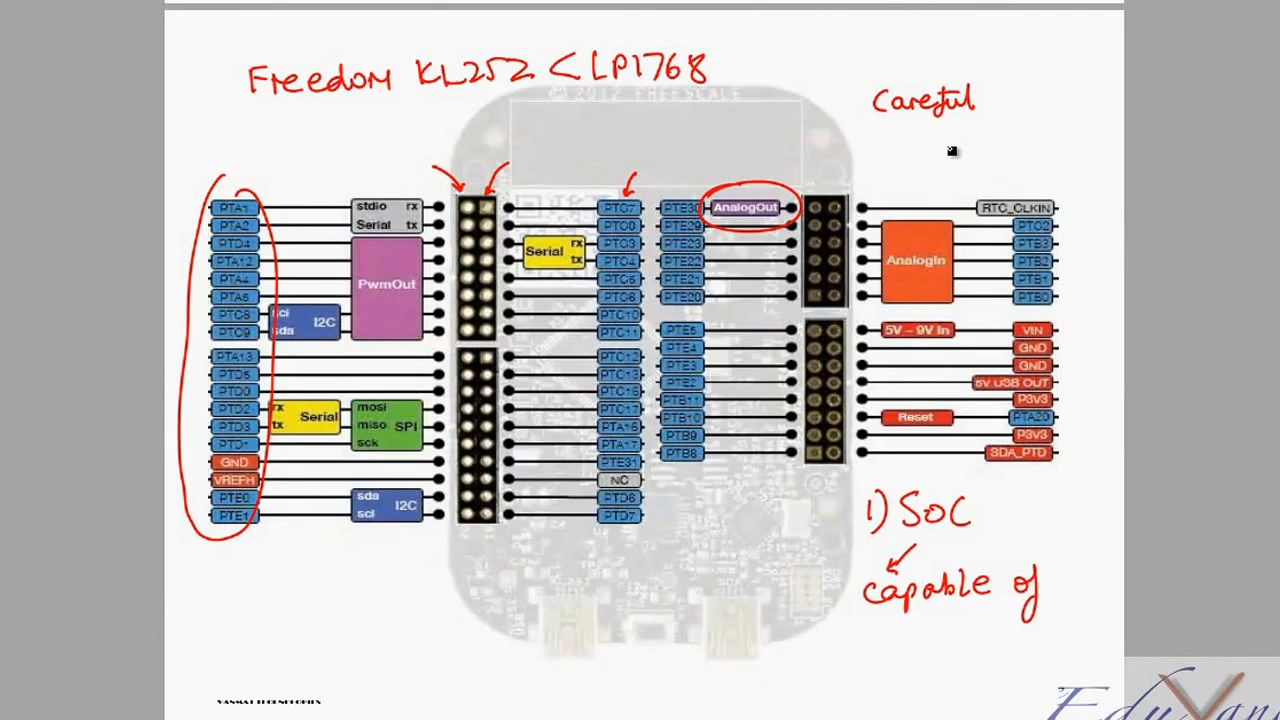 Freedom KL25Z < LP1768
© 2012 FREESCALE
Careful
PTA1 stdio rx PTC7 PTE30 AnalogOut RTC_CLKIN
PTA2 Serial tx PTC0 PTE29 PTC2
PTD4 PTC3 rx PTE23 PTB3
PTA12 PwmOut Serial tx PTC4 PTE22 AnalogIn PTB2
PTA4 PTC5 PTE21 PTB1
PTA5 PTC6 PTE20 PTB0
PTC8 scl I2C PTC10
PTC9 sda PTC11 PTE5 5V – 9V In VIN
PTA13 PTC12 PTE4 GND
PTD5 PTC13 PTE3 GND
PTD0 PTC16 PTE2 5V USB OUT
PTD2 rx Serial mosi SPI PTC17 PTB11 P3V3
PTD3 tx miso PTA16 PTB10 Reset PTA20
PTD1 sck PTA17 PTB9 P3V3
GND PTE31 PTB8 SDA_PTD
VREFH NC
PTE0 sda I2C PTD6
PTE1 scl PTD7
1) SOC
capable of